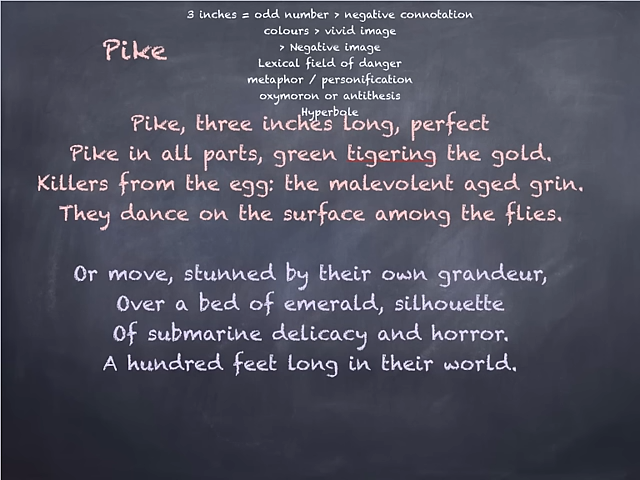 3 inches = odd number > negative connotation
colours > vivid image
> Negative image
Lexical field of danger
metaphor / personification
oxymoron or antithesis
Hyperbole
Pike
Pike, three inches long, perfect
Pike in all parts, green tigering the gold.
Killers from the egg: the malevolent aged grin.
They dance on the surface among the flies.
Or move, stunned by their own grandeur,
Over a bed of emerald, silhouette
Of submarine delicacy and horror.
A hundred feet long in their world.